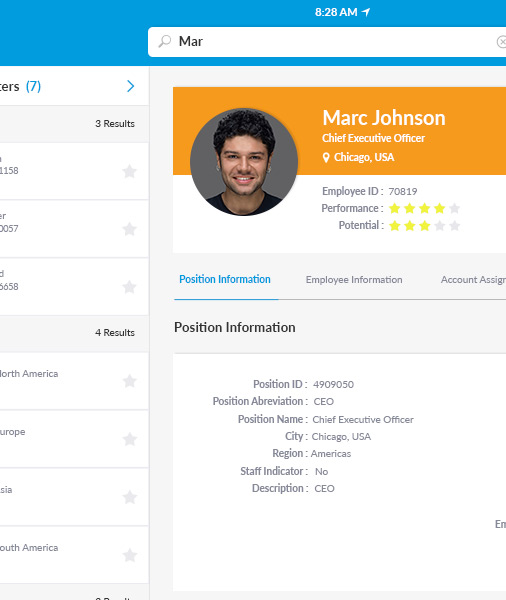 8:28 AM
Mar
ters (7)
3 Results
1158
er
0057
d
6658
4 Results
North America
urope
sia
outh America
Marc Johnson
Chief Executive Officer
Chicago, USA
Employee ID : 70819
Performance :
Potential :
Position Information
Employee Information
Account Assign
Position Information
Position ID : 4909050
Position Abreviation : CEO
Position Name : Chief Executive Officer
City : Chicago, USA
Region : Americas
Staff Indicator : No
Description : CEO
Em